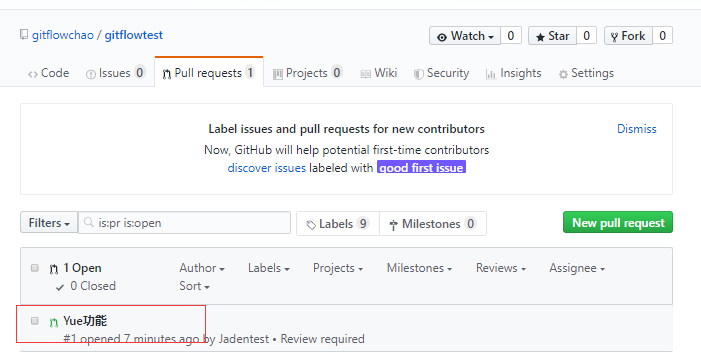 gitflowchao / gitflowtest
Watch 0 Star 0 Fork 0
Code Issues 0 Pull requests 1 Projects 0 Wiki Security Insights Settings
Label issues and pull requests for new contributors Dismiss
Now, GitHub will help potential first-time contributors
discover issues labeled with good first issue
Filters is:pr is:open Labels 9 Milestones 0 New pull request
1 Open Author Labels Projects Milestones Reviews Assignee
0 Closed Sort
Yue功能
#1 opened 7 minutes ago by Jadentest • Review required